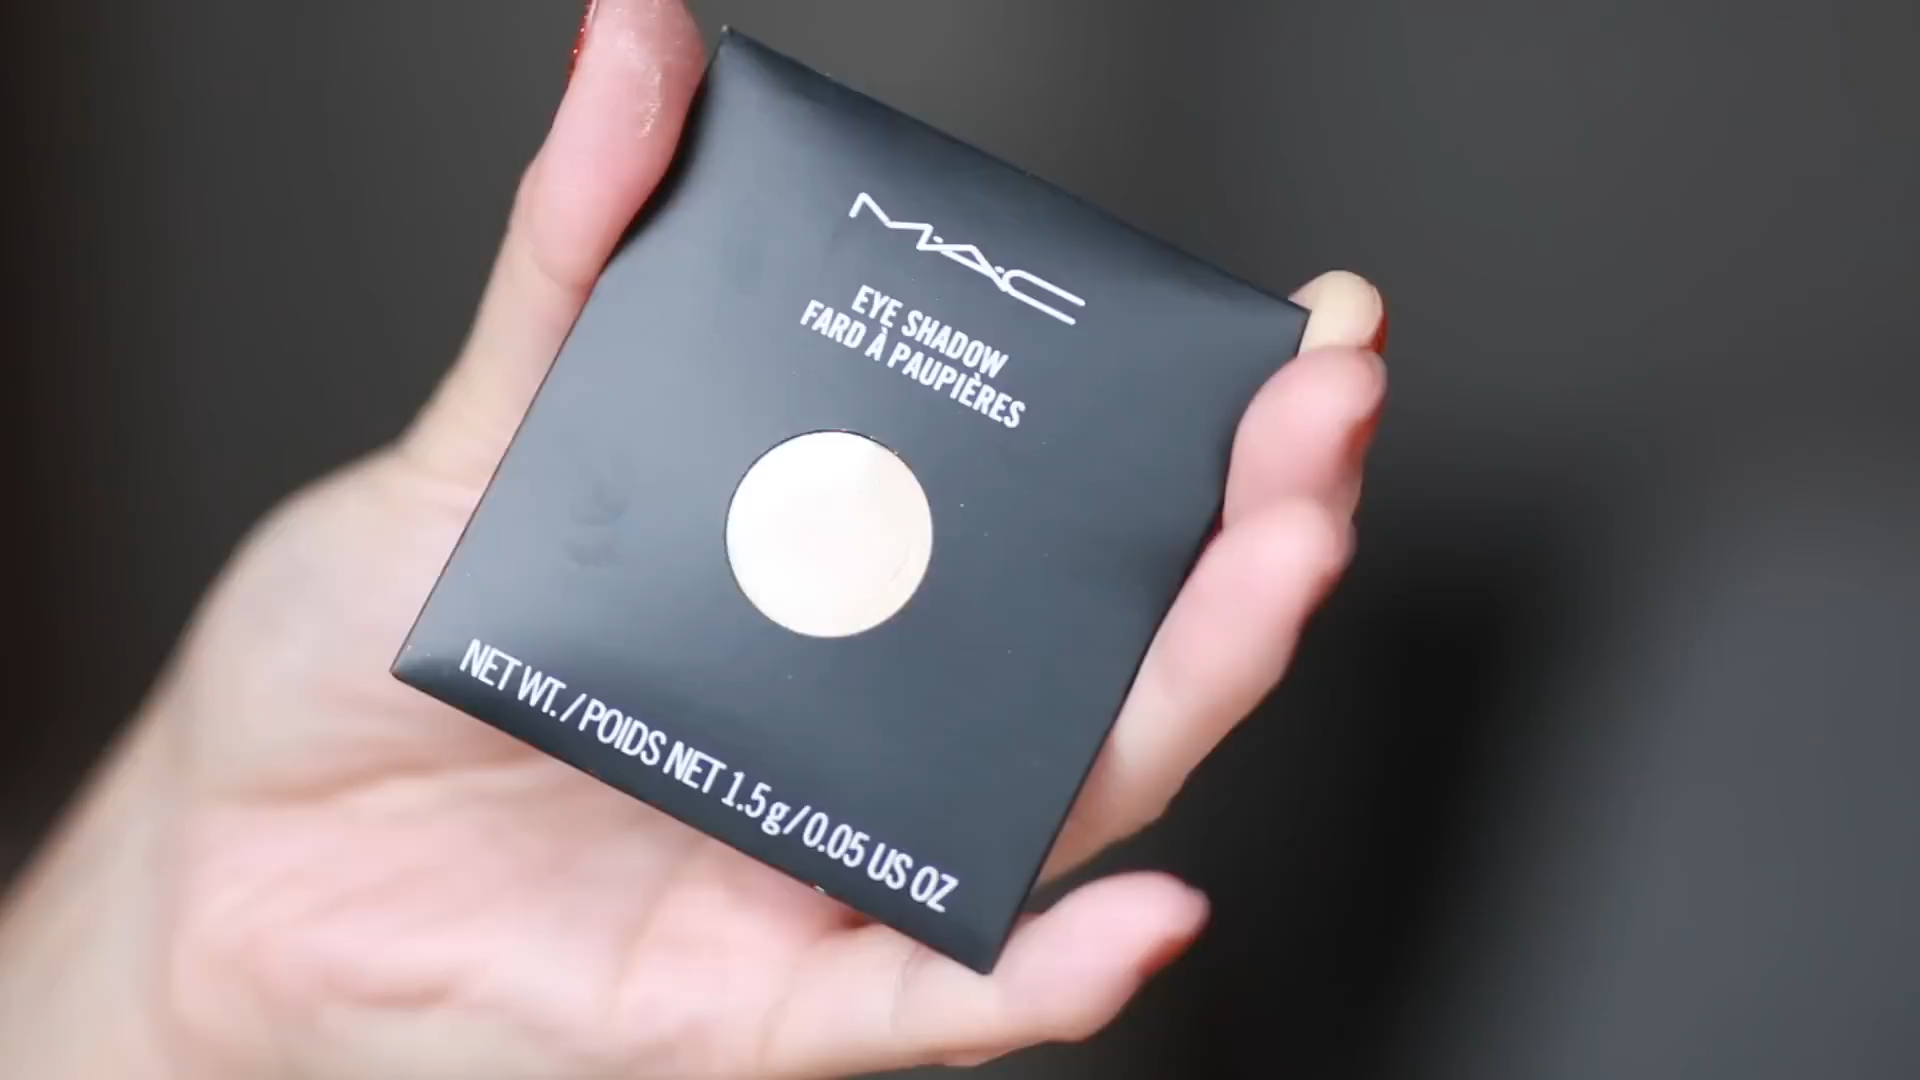 M·A·C
EYE SHADOW
FARD À PAUPIÈRES
NET WT. / POIDS NET 1.5 g / 0.05 US OZ